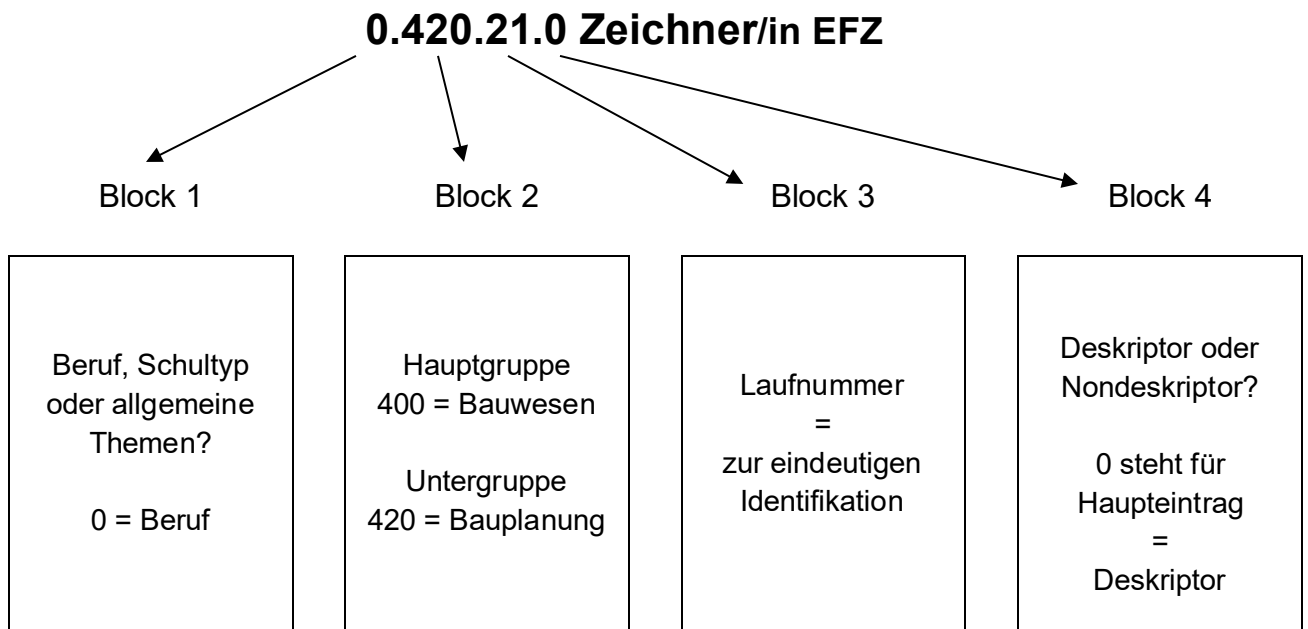 0.420.21.0 Zeichner/in EFZ
Block 1
Block 2
Block 3
Block 4
Beruf, Schultyp
oder allgemeine
Themen?
0 = Beruf
Hauptgruppe
400 = Bauwesen
Untergruppe
420 = Bauplanung
Laufnummer
=
zur eindeutigen
Identifikation
Deskriptor oder
Nondeskriptor?
0 steht für
Haupteintrag
=
Deskriptor